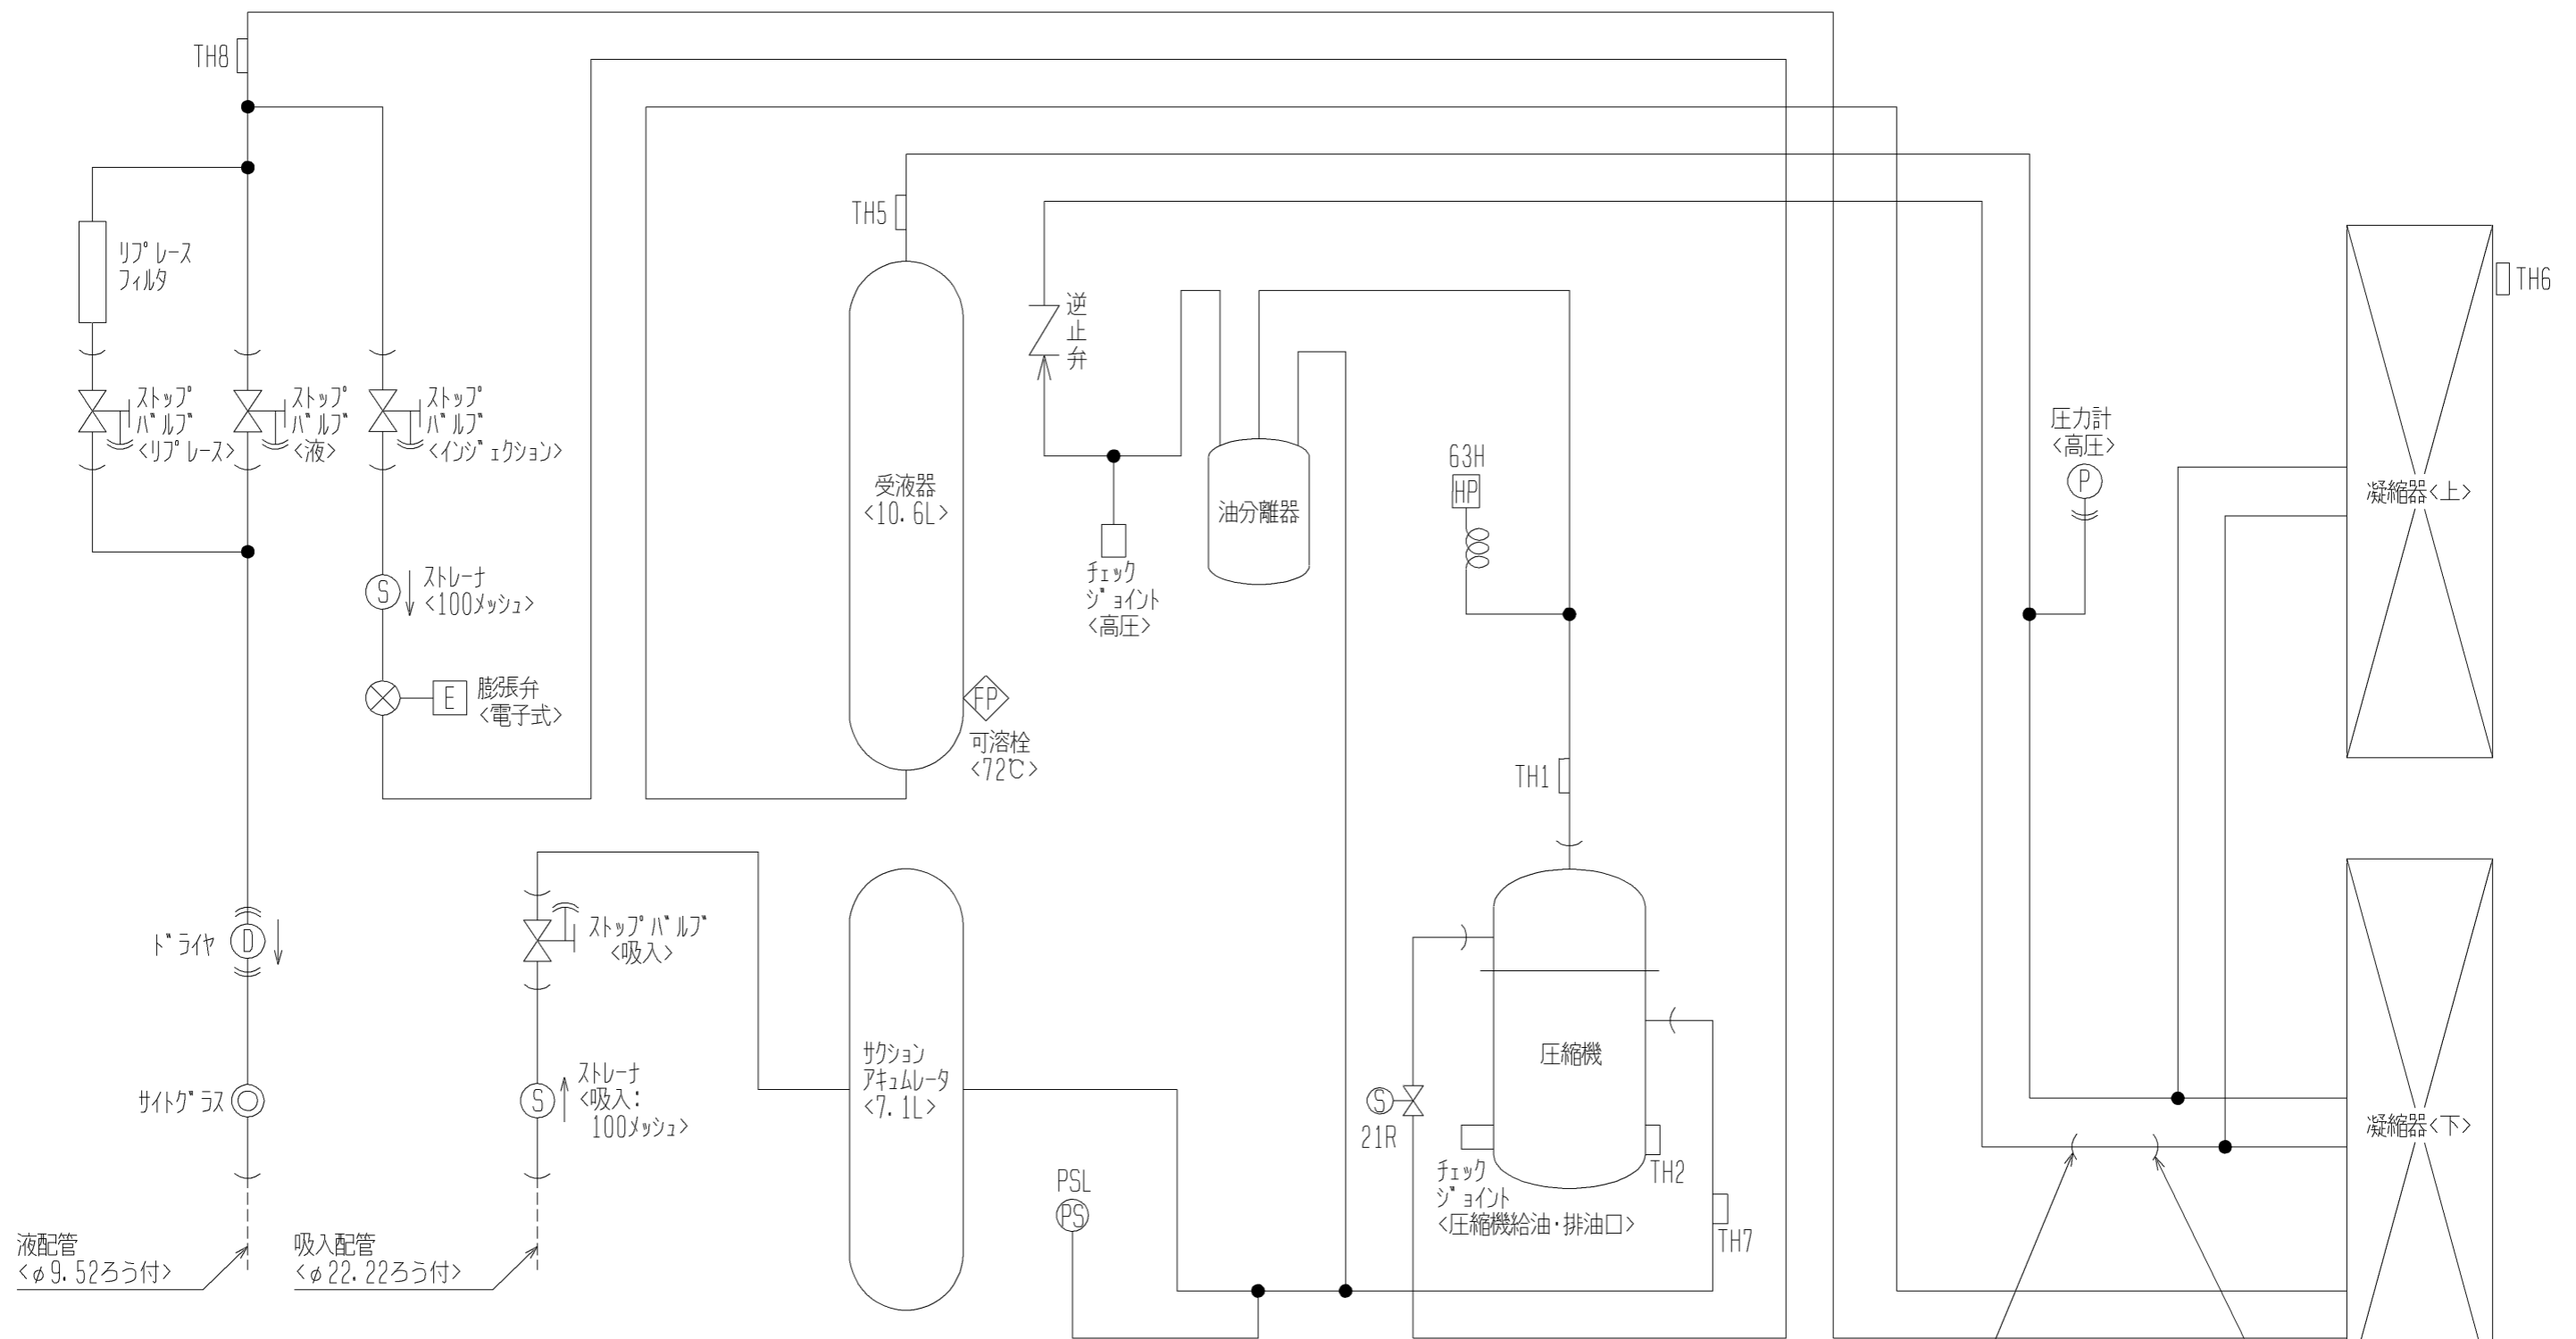 TH8
リプレース
フィルタ
ストップ
バルブ
<リプレース>
ストップ
バルブ
<液>
ストップ
バルブ
<インジェクション>
S
ストレーナ
<100メッシュ>
E
膨張弁
<電子式>
D
ドライヤ
サイトグラス
液配管
<φ9.52ろう付>
ストップバルブ
<吸入>
S
ストレーナ
<吸入:
100メッシュ>
吸入配管
<φ22.22ろう付>
TH5
受液器
<10.6L>
FP
可溶栓
<72℃>
サクション
アキュムレータ
<7.1L>
逆
止
弁
チェック
ジョイント
<高圧>
油分離器
63H
HP
TH1
圧縮機
S
21R
チェック
ジョイント
<圧縮機給油・排油口>
TH2
TH7
PSL
PS
圧力計
<高圧>
P
凝縮器<上>
TH6
凝縮器<下>